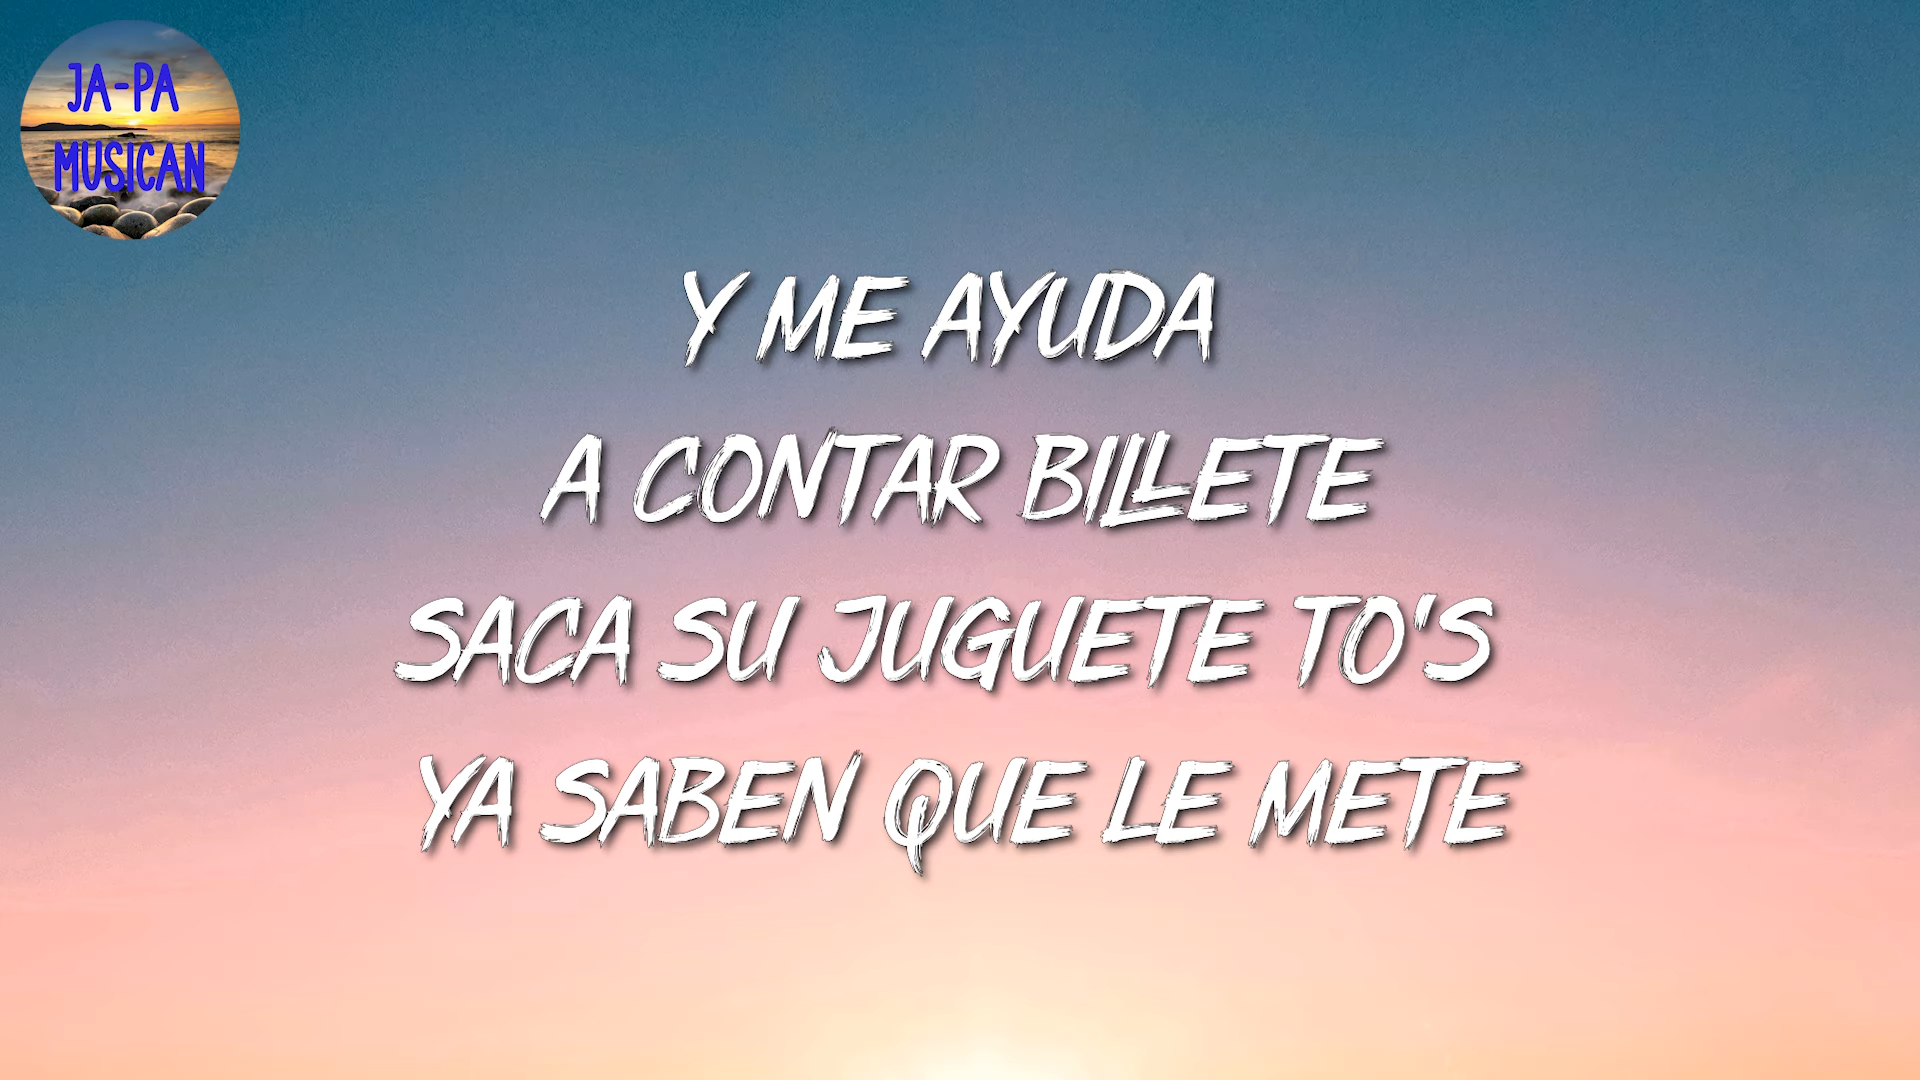 JA-PA
MUSICAN
Y ME AYUDA
A CONTAR BILLETE
SACA SU JUGUETE TO'S
YA SABEN QUE LE METE